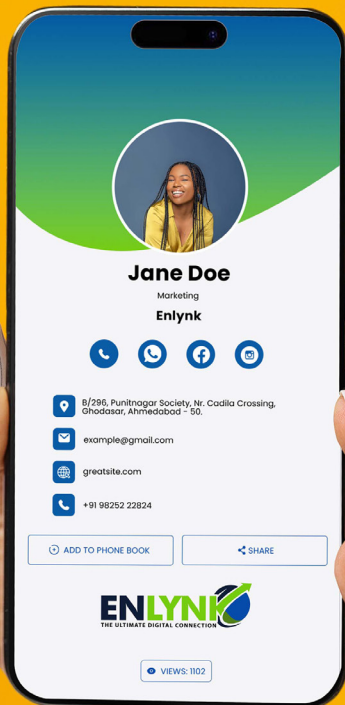 Jane Doe
Marketing
Enlynk
B/296, Punitnagar Society, Nr. Cadila Crossing,
Ghodasar, Ahmedabad - 50.
example@gmail.com
greatsite.com
+91 98252 22824
ADD TO PHONE BOOK
SHARE
ENLYNK
THE ULTIMATE DIGITAL CONNECTION
VIEWS: 1102